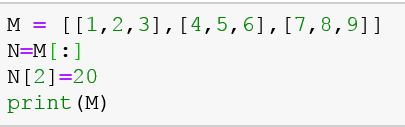 M = [[1,2,3],[4,5,6],[7,8,9]]
N=M[:]
N[2]=20
print(M)